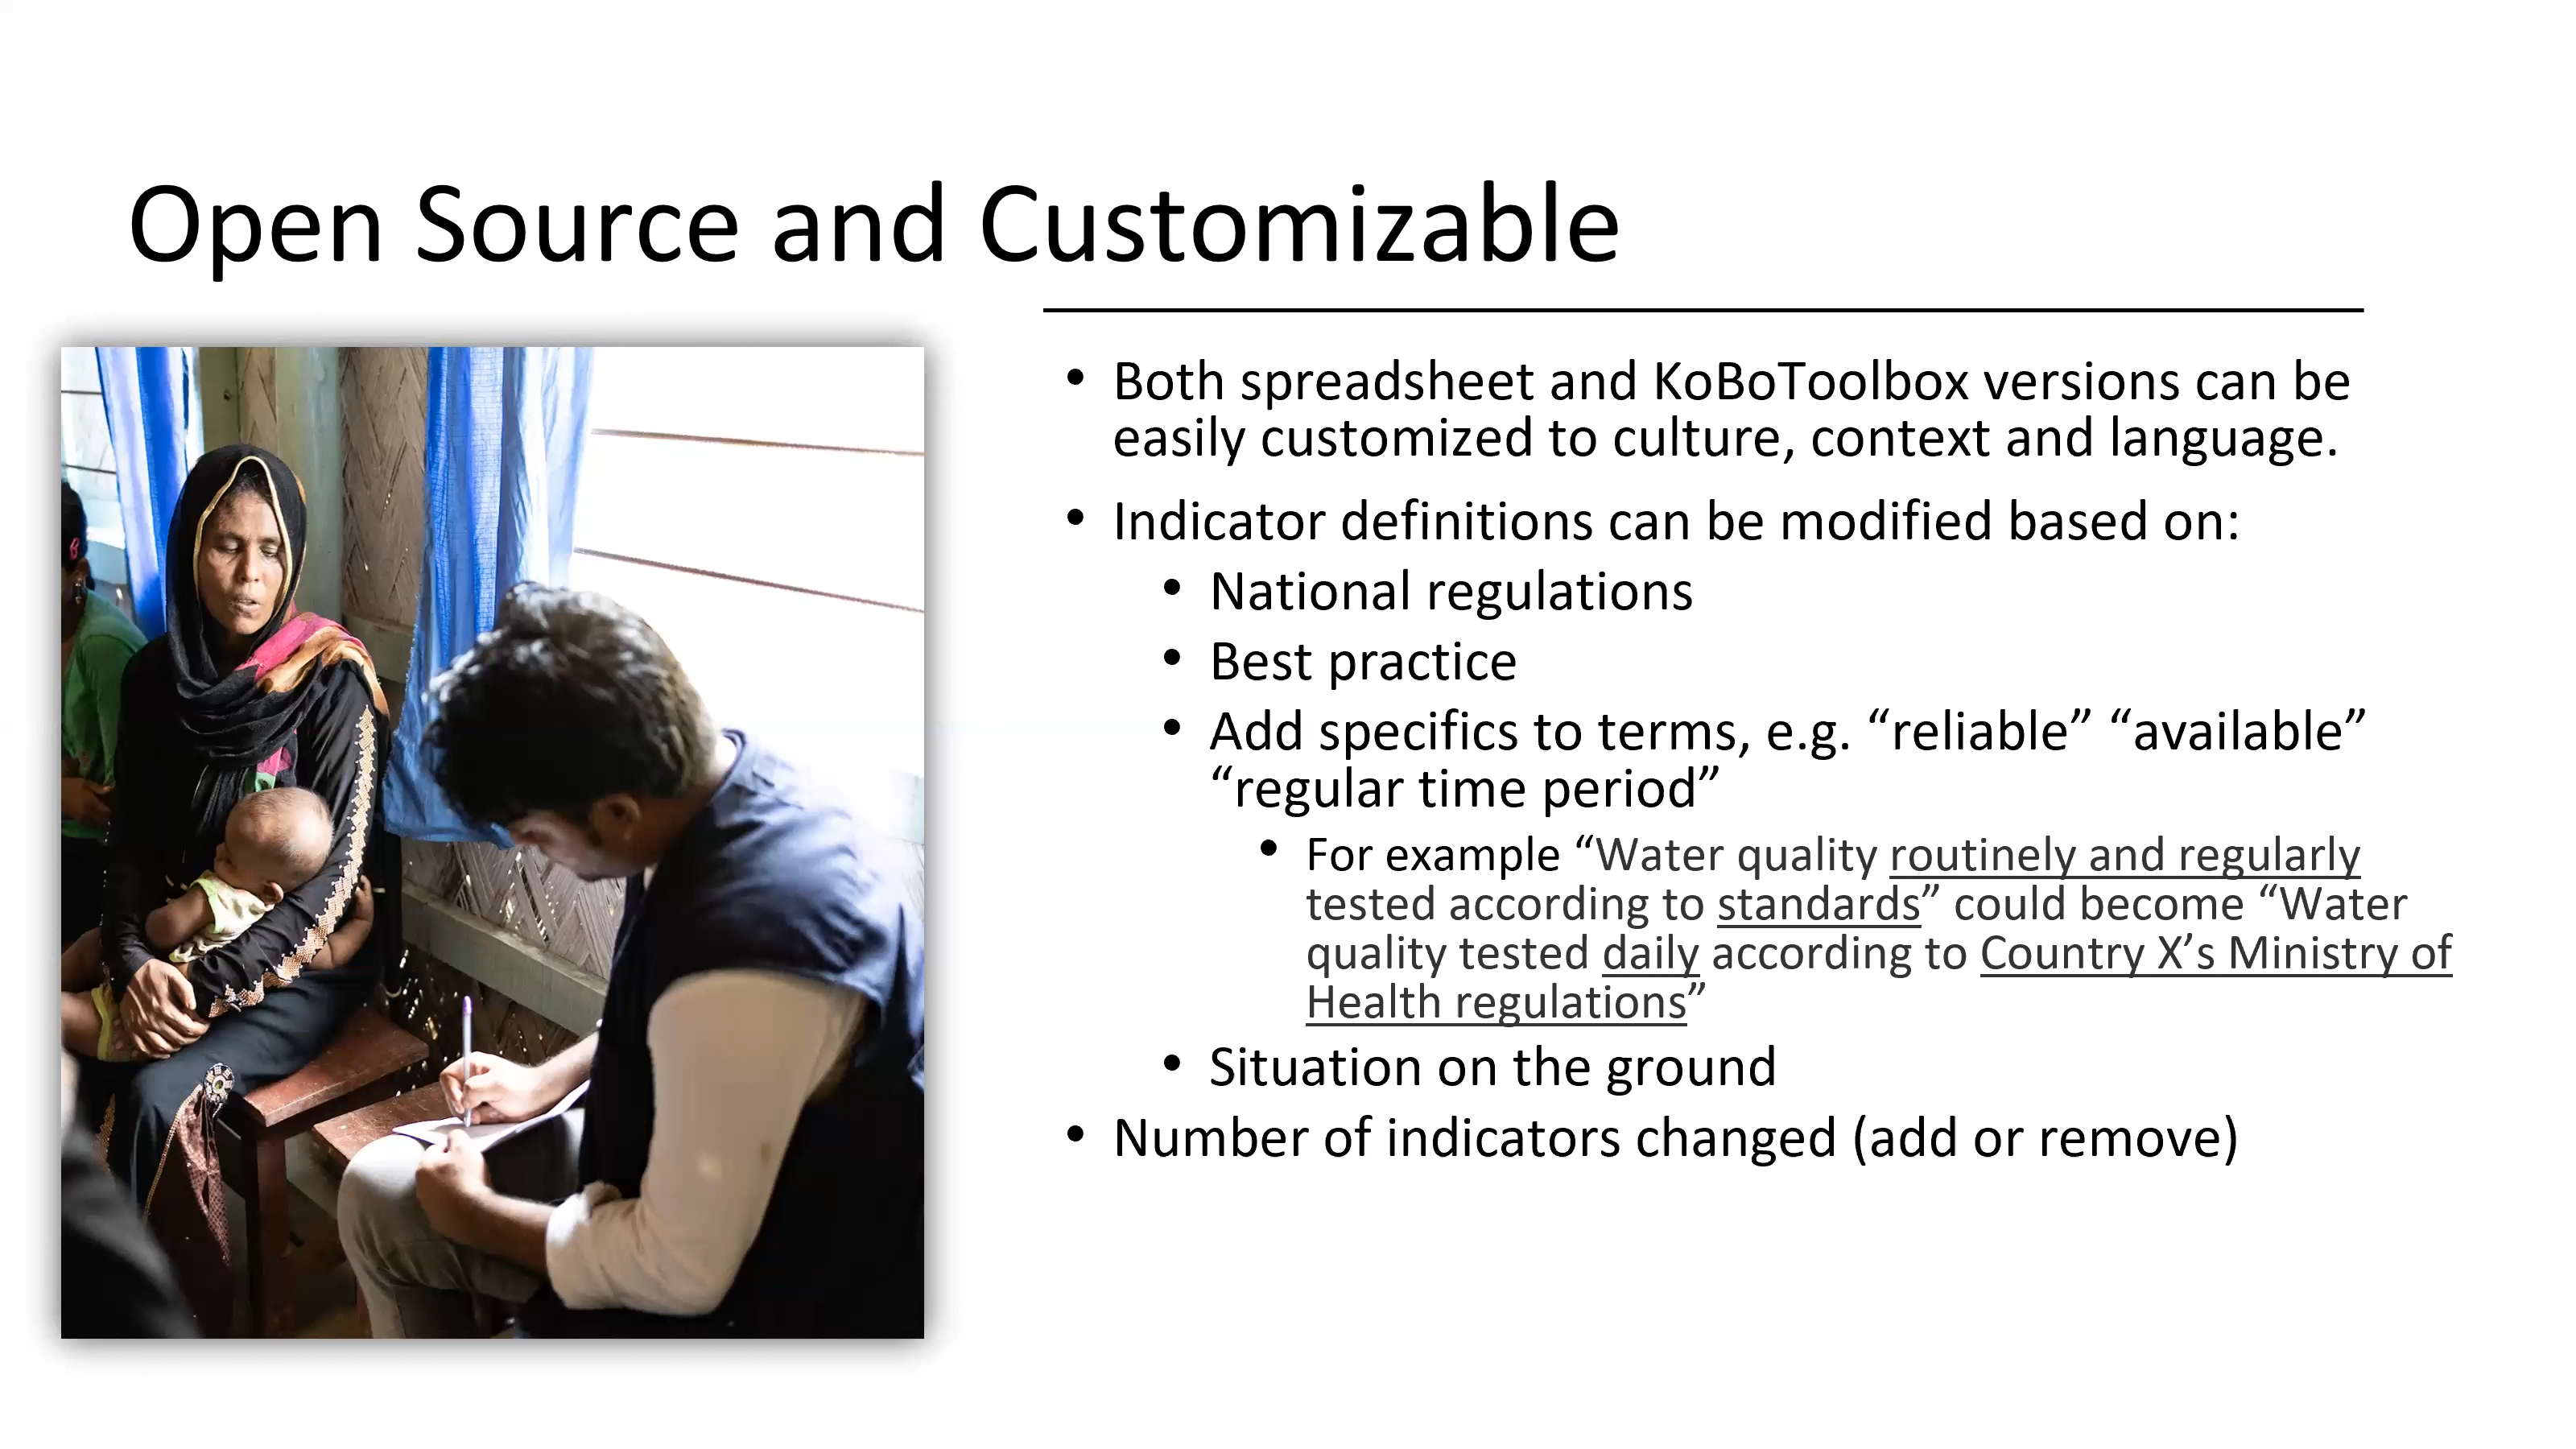 Open Source and Customizable
• Both spreadsheet and KoBoToolbox versions can be
easily customized to culture, context and language.
• Indicator definitions can be modified based on:
• National regulations
• Best practice
• Add specifics to terms, e.g. “reliable” “available”
“regular time period”
• For example “Water quality routinely and regularly
tested according to standards” could become “Water
quality tested daily according to Country X’s Ministry of
Health regulations”
• Situation on the ground
• Number of indicators changed (add or remove)